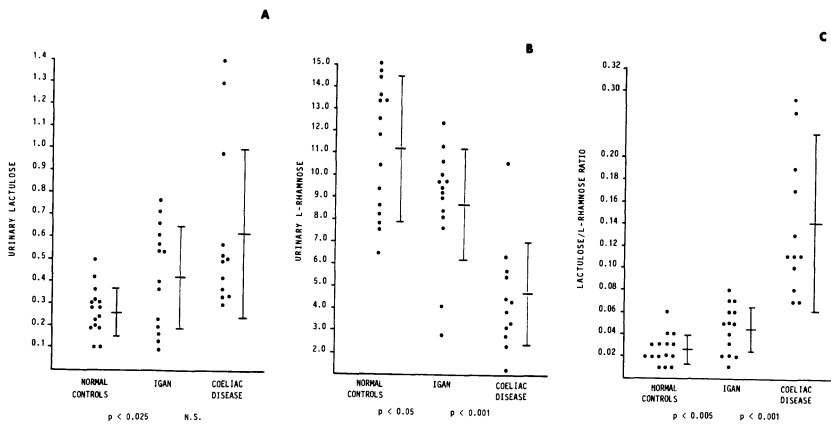 A
1.4
1.3
1.2
1.1
1.0
0.9
0.8
0.7
0.6
0.5
0.4
0.3
0.2
0.1
URINARY LACTULOSE
NORMAL CONTROLS
IGAN
COELIAC DISEASE
p < 0.025
N.S.
B
15.0
14.0
13.0
12.0
11.0
10.0
9.0
8.0
7.0
6.0
5.0
4.0
3.0
2.0
URINARY L-RHAMNOSE
NORMAL CONTROLS
IGAN
COELIAC DISEASE
p < 0.05
p < 0.001
C
0.32
0.30
0.20
0.16
0.14
0.12
0.10
0.08
0.06
0.04
0.02
LACTULOSE/L-RHAMNOSE RATIO
NORMAL CONTROLS
IGAN
COELIAC DISEASE
p < 0.005
p < 0.001